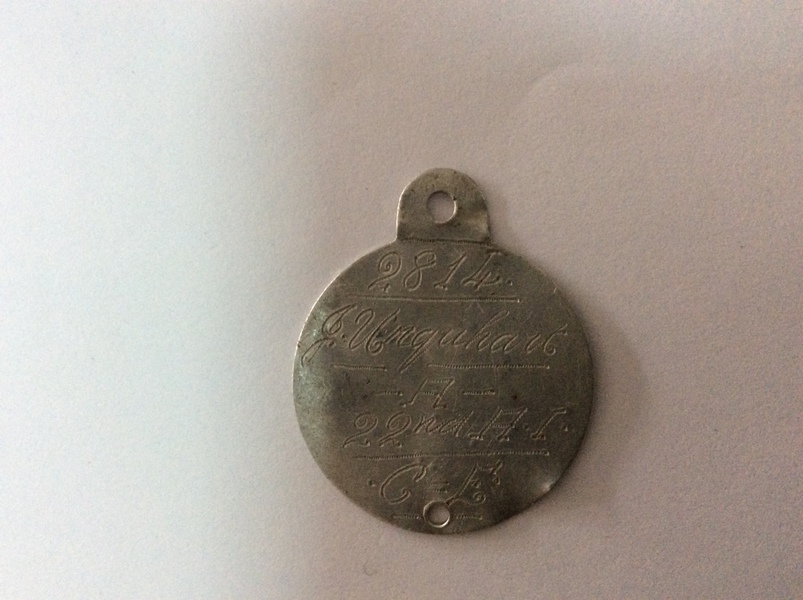 2814.
J. Urquhart
- A -
22nd A.I.
C - E